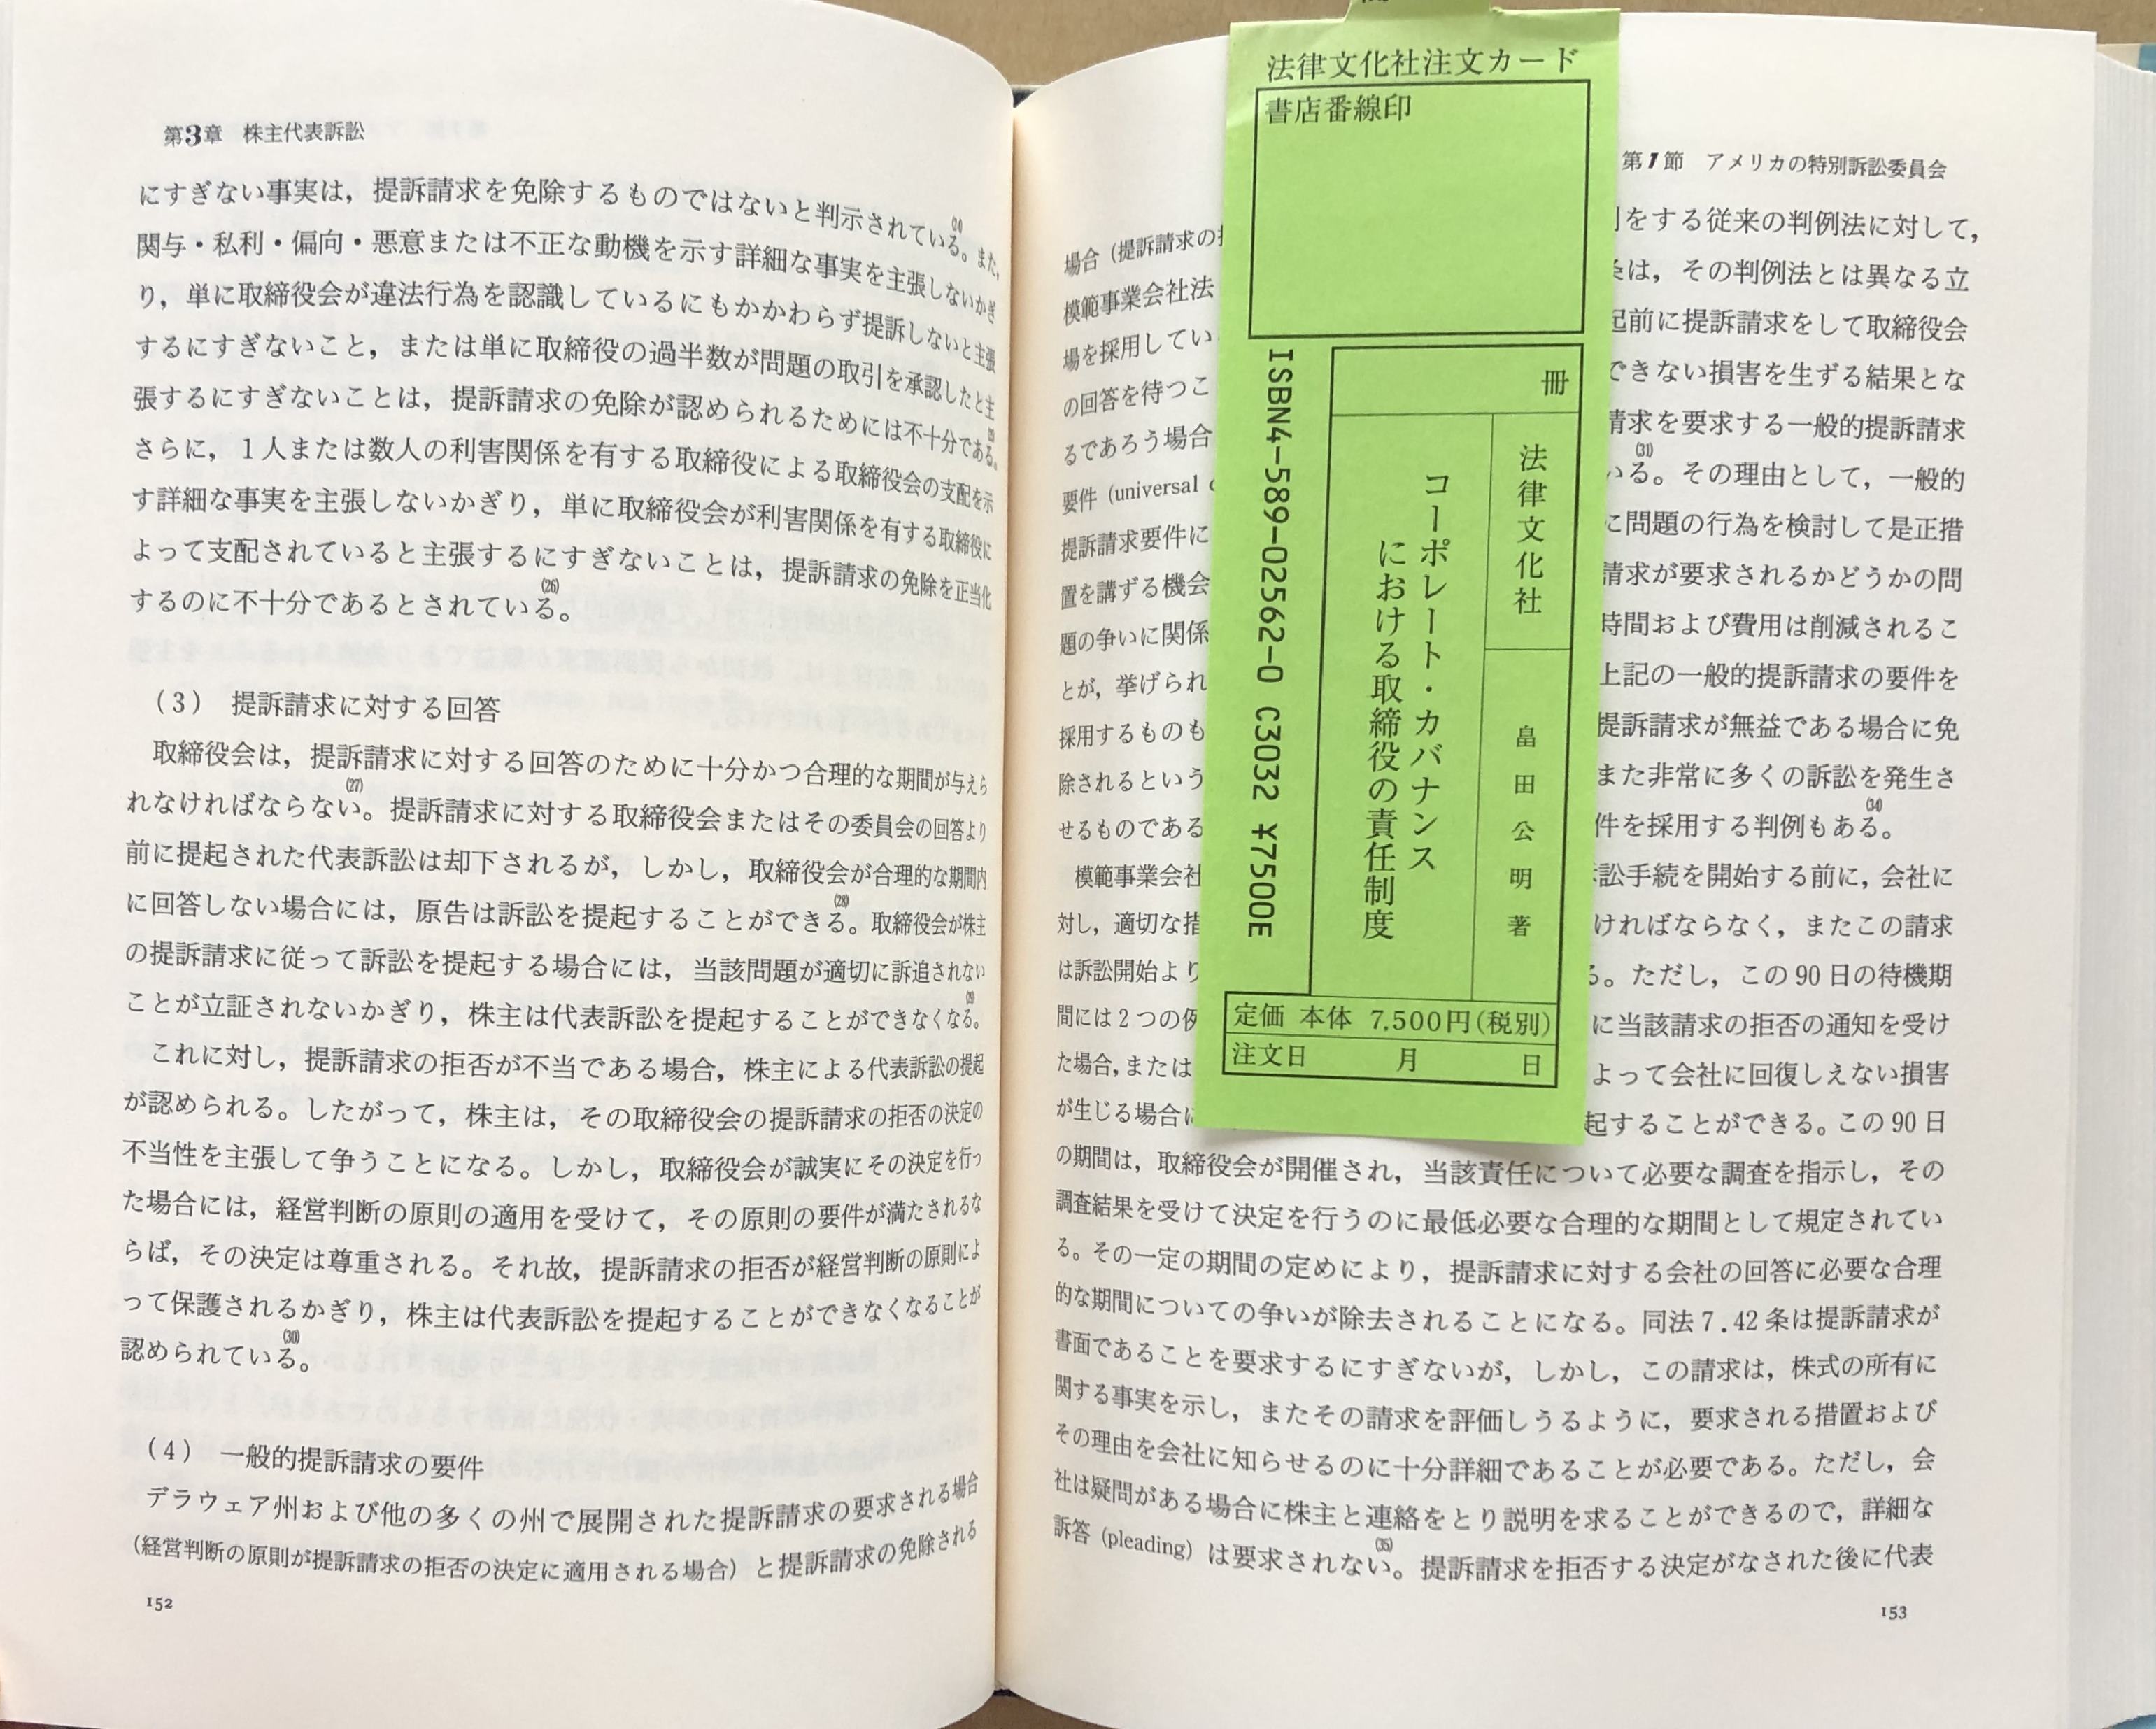 第3章　株主代表訴訟
にすぎない事実は，提訴請求を免除するものではないと判示されている。(24)また，
関与・私利・偏向・悪意または不正な動機を示す詳細な事実を主張しないかぎ
り，単に取締役会が違法行為を認識しているにもかかわらず提訴しないと主張
するにすぎないこと，または単に取締役の過半数が問題の取引を承認したと主
張するにすぎないことは，提訴請求の免除が認められるためには不十分である。(25)
さらに，1人または数人の利害関係を有する取締役による取締役会の支配を示
す詳細な事実を主張しないかぎり，単に取締役会が利害関係を有する取締役に
よって支配されていると主張するにすぎないことは，提訴請求の免除を正当化
するのに不十分であるとされている。(26)
（3）　提訴請求に対する回答
取締役会は，提訴請求に対する回答のために十分かつ合理的な期間が与えら
れなければならない。(27)提訴請求に対する取締役会またはその委員会の回答より
前に提起された代表訴訟は却下されるが，しかし，取締役会が合理的な期間内
に回答しない場合には，原告は訴訟を提起することができる。(28)取締役会が株主
の提訴請求に従って訴訟を提起する場合には，当該問題が適切に訴追されない
ことが立証されないかぎり，株主は代表訴訟を提起することができなくなる。(29)
これに対し，提訴請求の拒否が不当である場合，株主による代表訴訟の提起
が認められる。したがって，株主は，その取締役会の提訴請求の拒否の決定の
不当性を主張して争うことになる。しかし，取締役会が誠実にその決定を行っ
た場合には，経営判断の原則の適用を受けて，その原則の要件が満たされるな
らば，その決定は尊重される。それ故，提訴請求の拒否が経営判断の原則によ
って保護されるかぎり，株主は代表訴訟を提起することができなくなることが
認められている。(30)
（4）　一般的提訴請求の要件
デラウェア州および他の多くの州で展開された提訴請求の要求される場合
（経営判断の原則が提訴請求の拒否の決定に適用される場合）と提訴請求の免除される
152
第1節　アメリカの特別訴訟委員会
場合（提訴請求の をする従来の判例法に対して，
模範事業会社法 は，その判例法とは異なる立
場を採用してい 前に提訴請求をして取締役会
の回答を待つこ できない損害を生ずる結果とな
るであろう場合 請求を要求する一般的提訴請求
要件（universal いる。(31)その理由として，一般的
提訴請求要件に に問題の行為を検討して是正措
置を講ずる機会 請求が要求されるかどうかの問
題の争いに関係 時間および費用は削減されるこ
とが，挙げられ 上記の一般的提訴請求の要件を
採用するものも 提訴請求が無益である場合に免
除されるという また非常に多くの訴訟を発生さ
せるものである 件を採用する判例もある。(34)
模範事業会社 訟手続を開始する前に，会社に
対し，適切な措 ければならなく，またこの請求
は訴訟開始より る。ただし，この90日の待機期
間には2つの例 に当該請求の拒否の通知を受け
た場合，または よって会社に回復しえない損害
が生じる場合に 起することができる。この90日
の期間は，取締役会が開催され，当該責任について必要な調査を指示し，その
調査結果を受けて決定を行うのに最低必要な合理的な期間として規定されてい
る。その一定の期間の定めにより，提訴請求に対する会社の回答に必要な合理
的な期間についての争いが除去されることになる。同法7.42条は提訴請求が
書面であることを要求するにすぎないが，しかし，この請求は，株式の所有に
関する事実を示し，またその請求を評価しうるように，要求される措置および
その理由を会社に知らせるのに十分詳細であることが必要である。ただし，会
社は疑問がある場合に株主と連絡をとり説明を求ることができるので，詳細な
訴答（pleading）は要求されない。(35)提訴請求を拒否する決定がなされた後に代表
153
法律文化社注文カード
書店番線印
冊
法律文化社
畠田公明著
コーポレート・カバナンス
における取締役の責任制度
ISBN4-589-02562-0 C3032 ¥7500E
定価 本体 7,500円(税別)
注文日　月　日